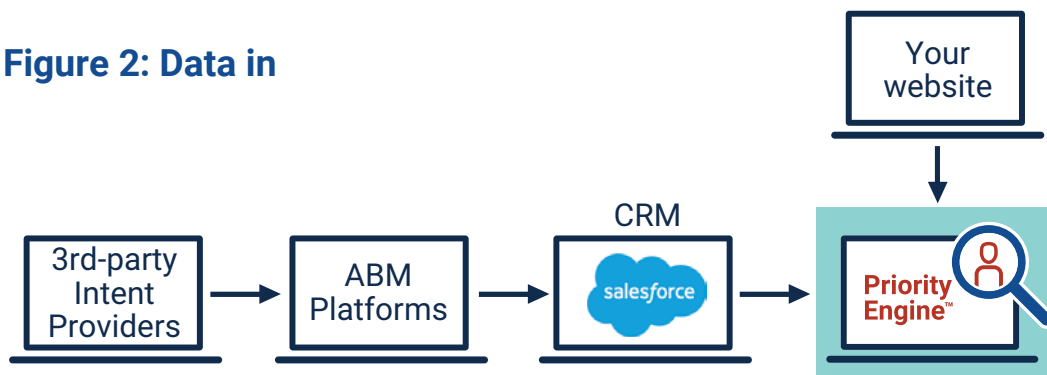 Figure 2: Data in
Your
website
3rd-party
Intent
Providers
ABM
Platforms
CRM
salesforce
Priority
Engine™